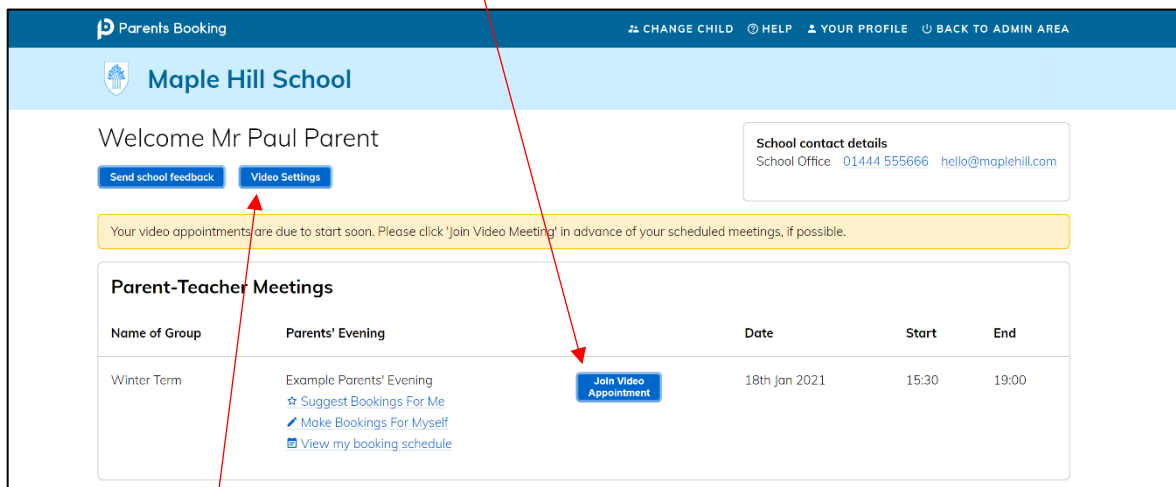 Parents Booking
CHANGE CHILD HELP YOUR PROFILE BACK TO ADMIN AREA
Maple Hill School
Welcome Mr Paul Parent
Send school feedback Video Settings
School contact details
School Office 01444 555666 hello@maplehill.com
Your video appointments are due to start soon. Please click 'Join Video Meeting' in advance of your scheduled meetings, if possible.
Parent-Teacher Meetings
Name of Group Parents' Evening Date Start End
Winter Term Example Parents' Evening Join Video Appointment 18th Jan 2021 15:30 19:00
Suggest Bookings For Me
Make Bookings For Myself
View my booking schedule